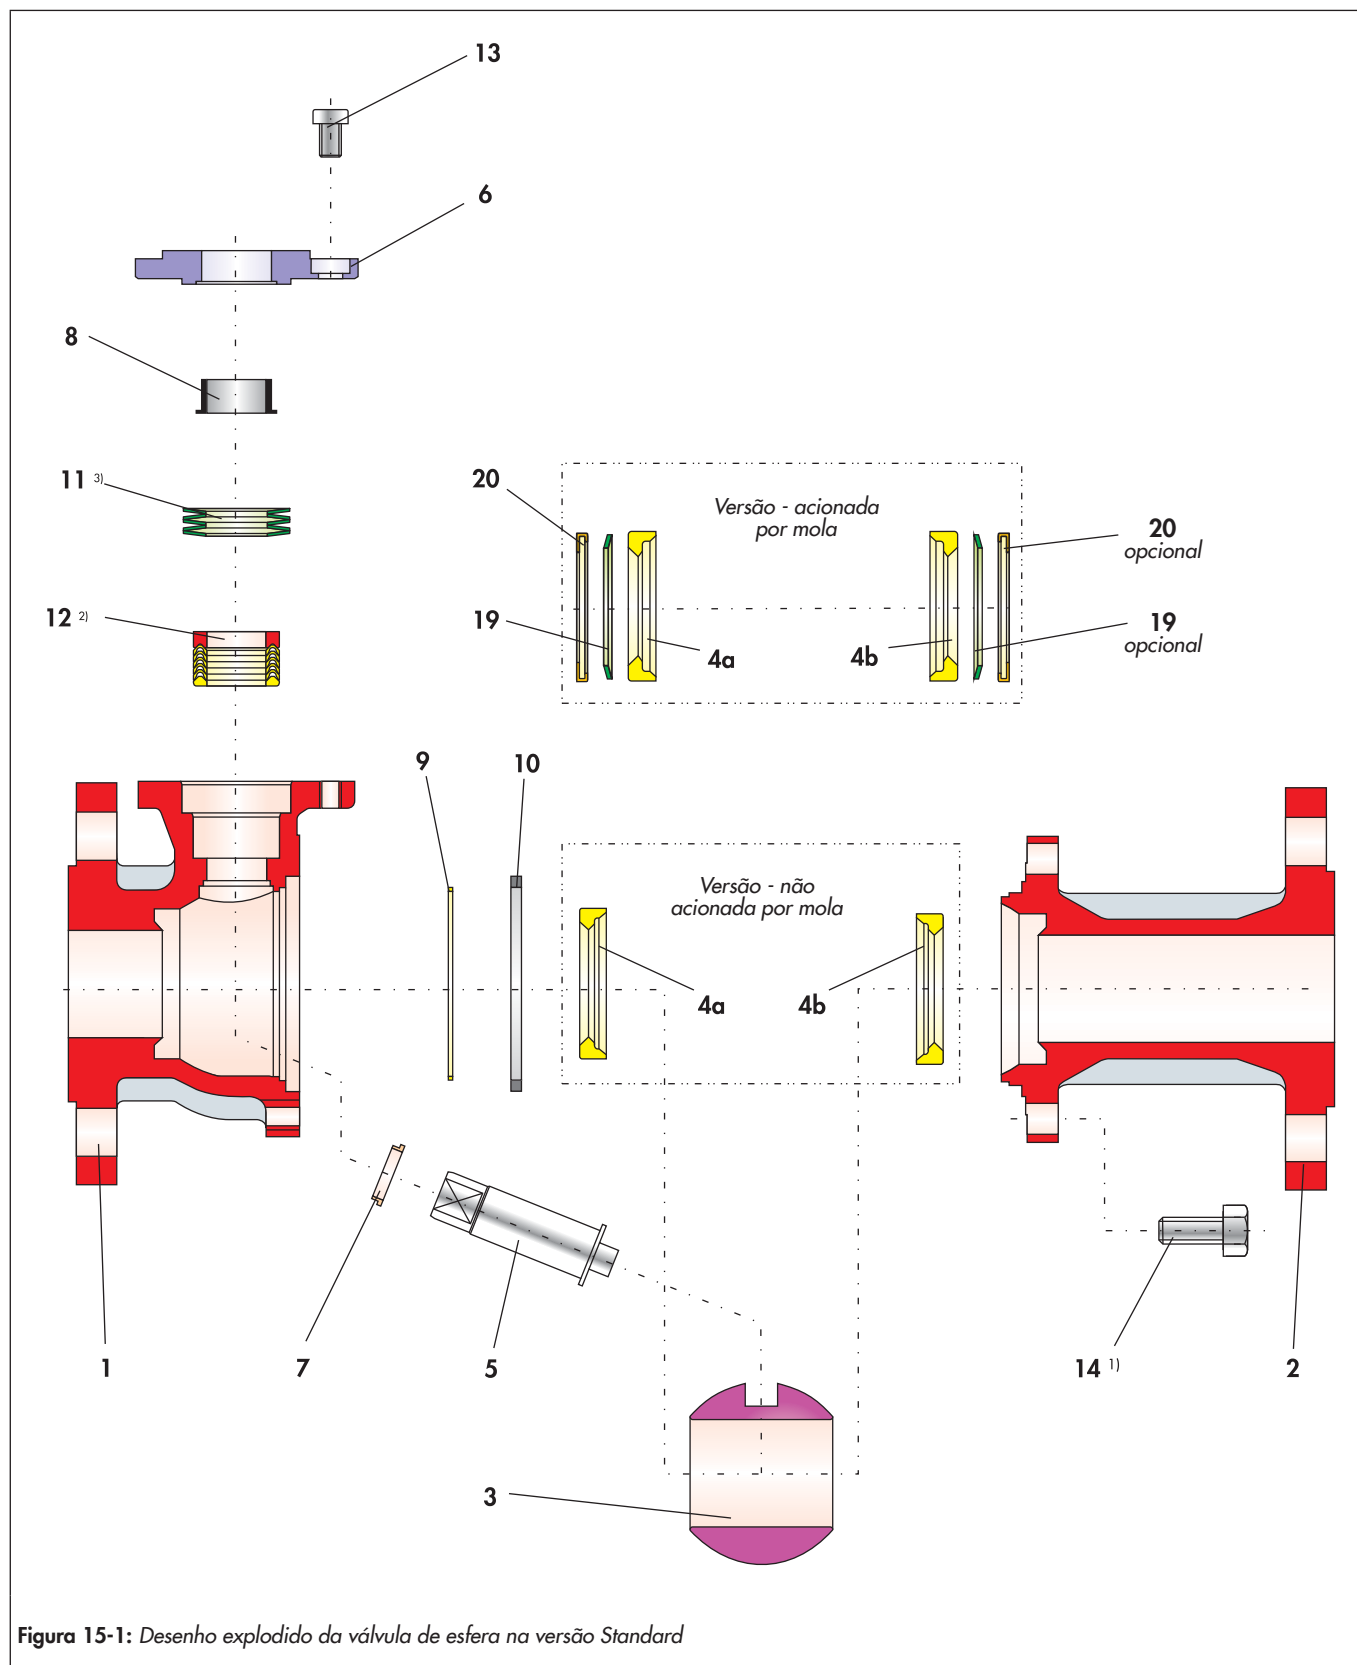 13
6
8
11 3)
20
Versão - acionada
por mola
20
opcional
12 2)
19
4a
4b
19
opcional
9
10
Versão - não
acionada por mola
4a
4b
1
7
5
14 1)
2
3
Figura 15-1: Desenho explodido da válvula de esfera na versão Standard